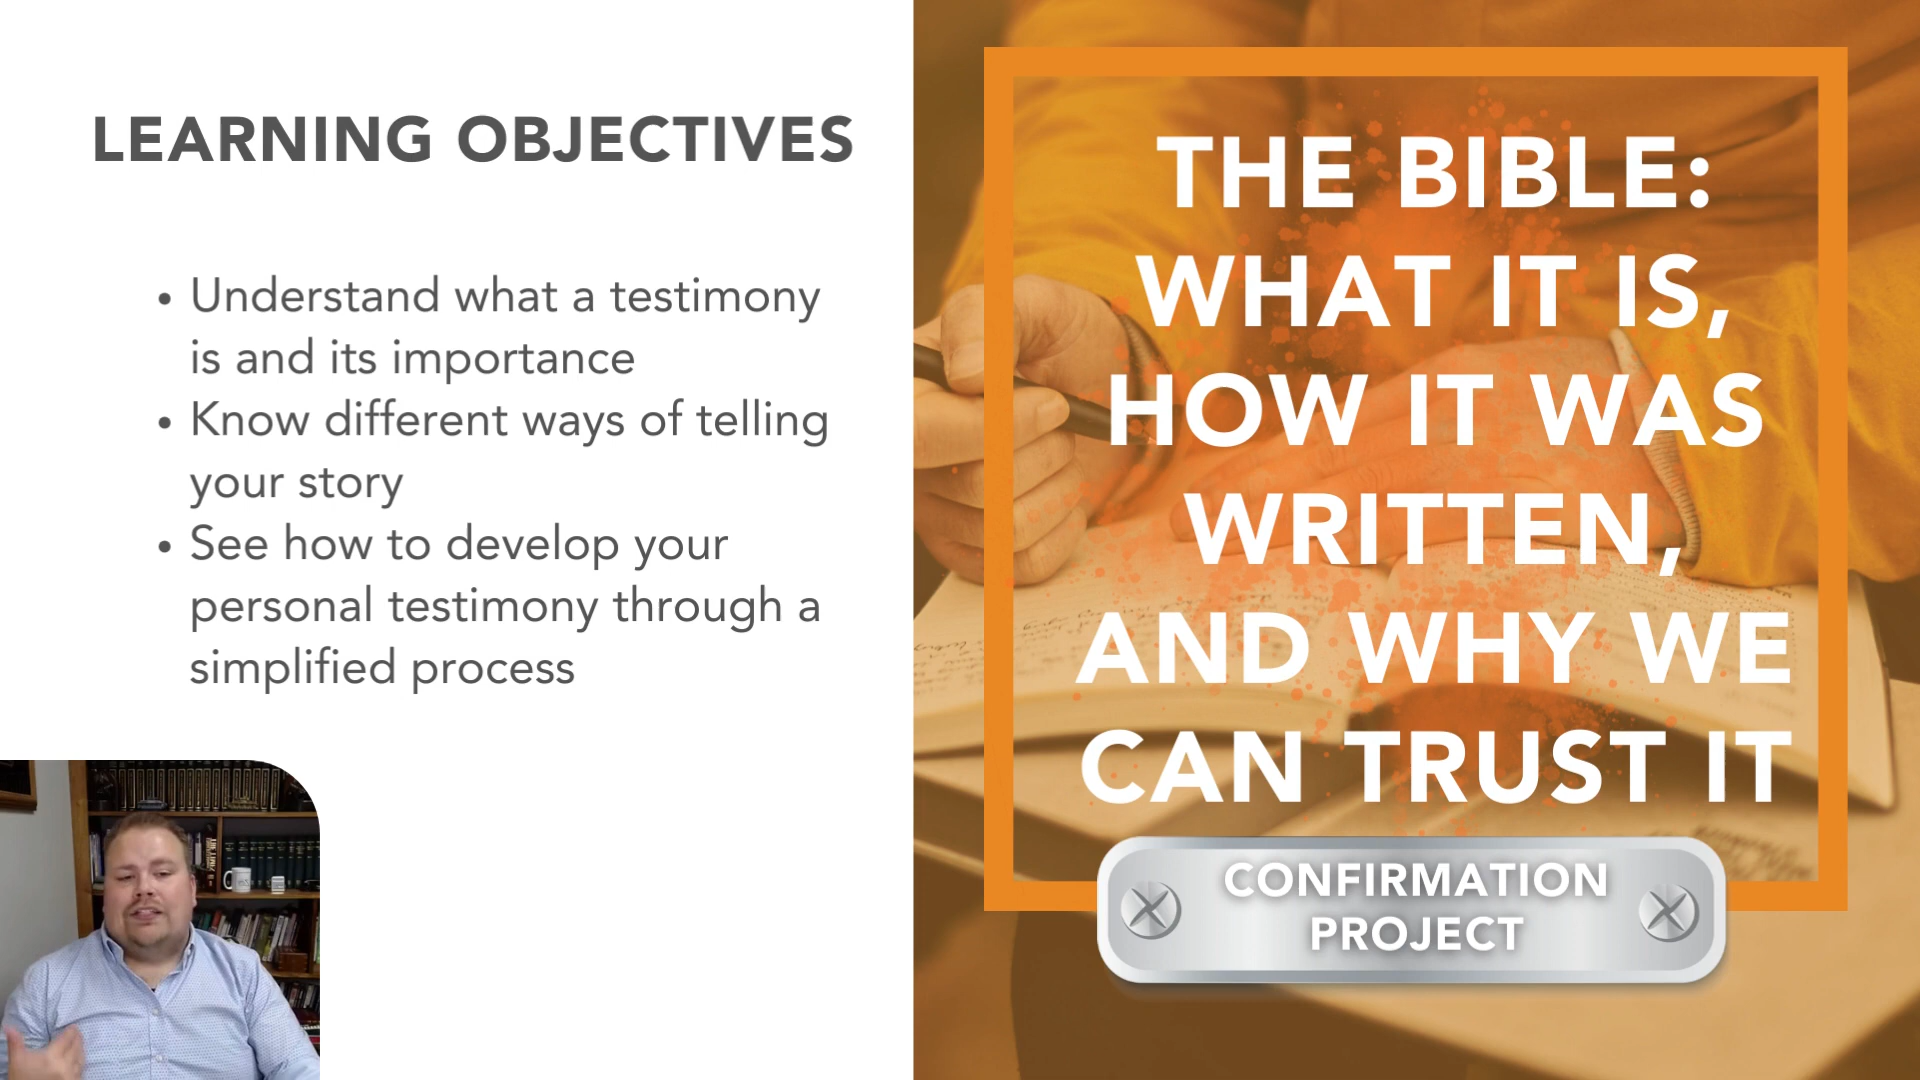 LEARNING OBJECTIVES
• Understand what a testimony
is and its importance
• Know different ways of telling
your story
• See how to develop your
personal testimony through a
simplified process
THE BIBLE:
WHAT IT IS,
HOW IT WAS
WRITTEN,
AND WHY WE
CAN TRUST IT
CONFIRMATION
PROJECT